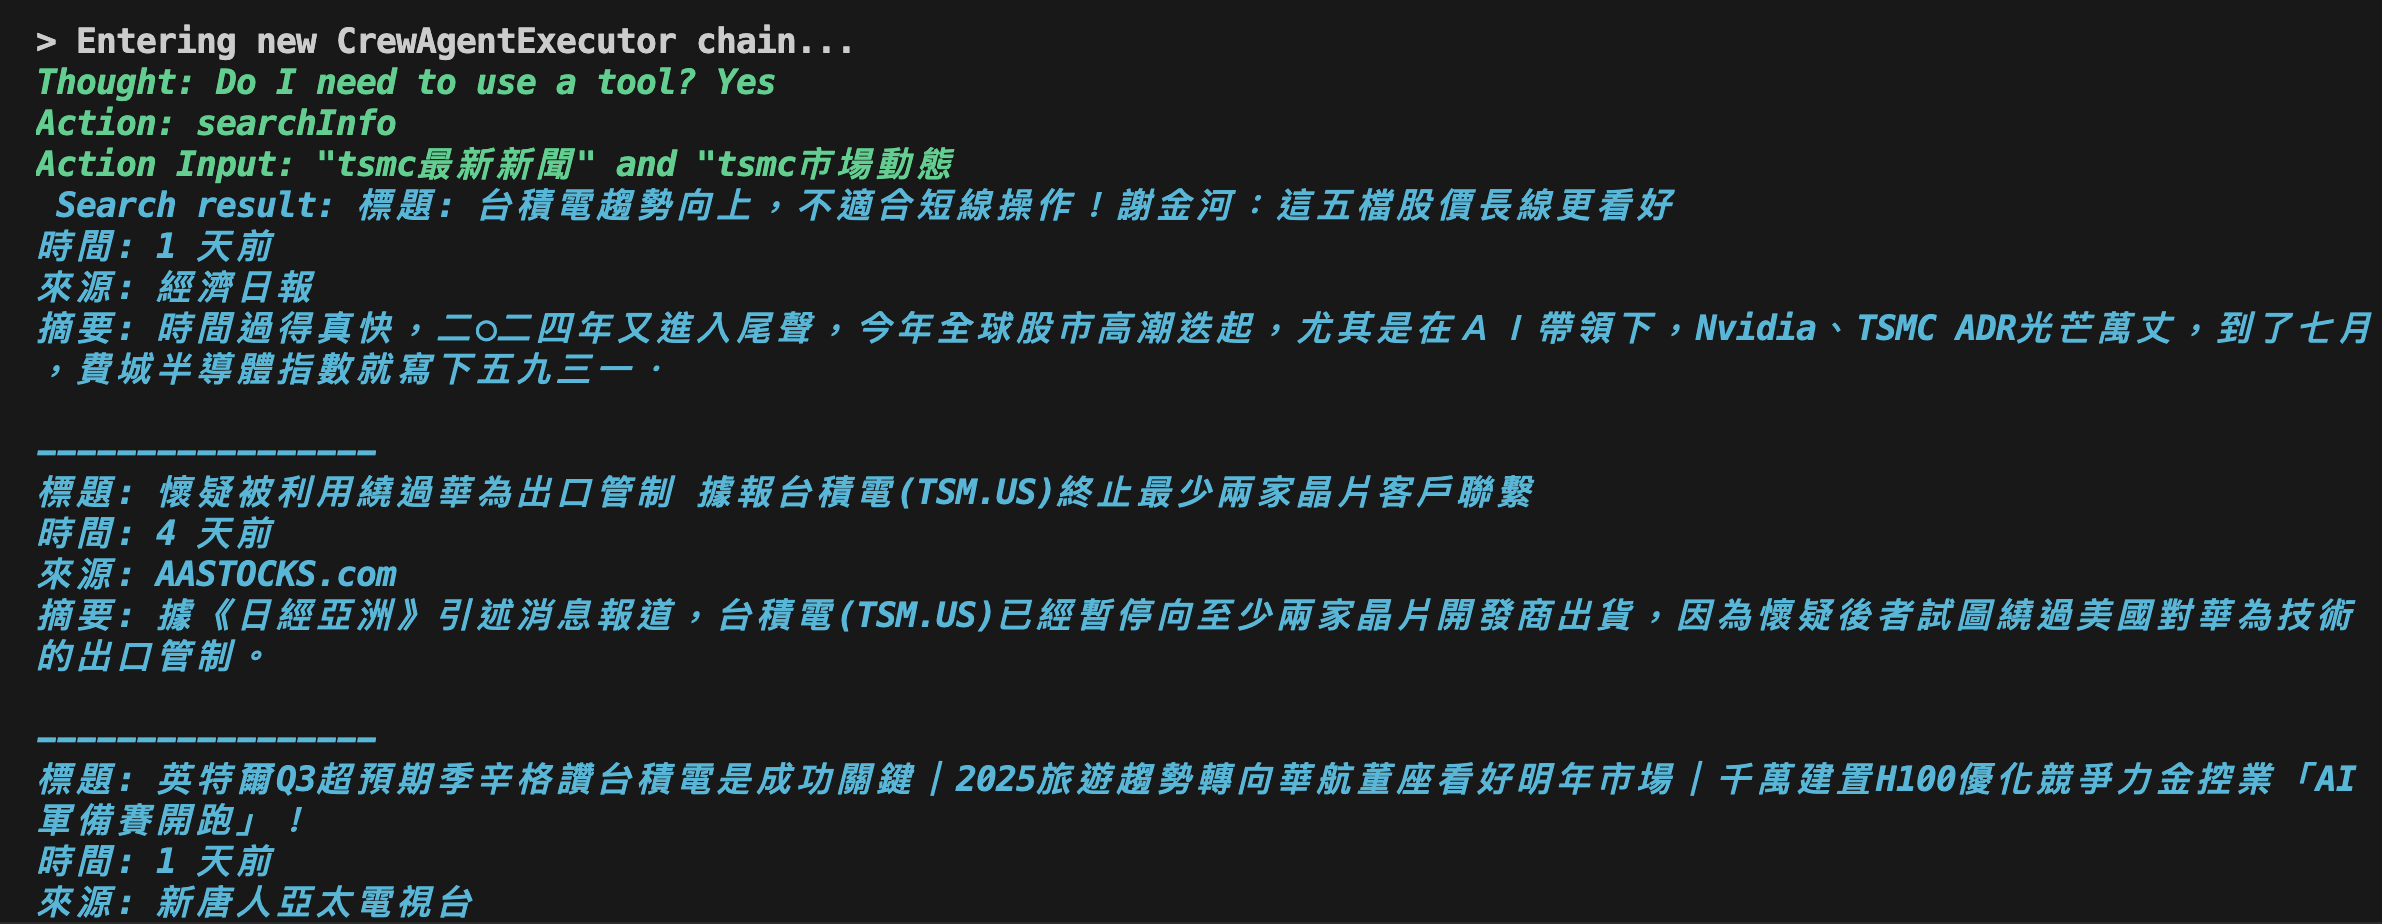 > Entering new CrewAgentExecutor chain...
Thought: Do I need to use a tool? Yes
Action: searchInfo
Action Input: "tsmc最新新聞" and "tsmc市場動態
Search result: 標題: 台積電趨勢向上，不適合短線操作！謝金河：這五檔股價長線更看好
時間: 1 天前
來源: 經濟日報
摘要: 時間過得真快，二○二四年又進入尾聲，今年全球股市高潮迭起，尤其是在ＡＩ帶領下，Nvidia、TSMC ADR光芒萬丈，到了七月
，費城半導體指數就寫下五九三一．
-----------------
標題: 懷疑被利用繞過華為出口管制 據報台積電(TSM.US)終止最少兩家晶片客戶聯繫
時間: 4 天前
來源: AASTOCKS.com
摘要: 據《日經亞洲》引述消息報道，台積電(TSM.US)已經暫停向至少兩家晶片開發商出貨，因為懷疑後者試圖繞過美國對華為技術
的出口管制。
-----------------
標題: 英特爾Q3超預期季辛格讚台積電是成功關鍵｜2025旅遊趨勢轉向華航董座看好明年市場｜千萬建置H100優化競爭力金控業「AI
軍備賽開跑」！
時間: 1 天前
來源: 新唐人亞太電視台